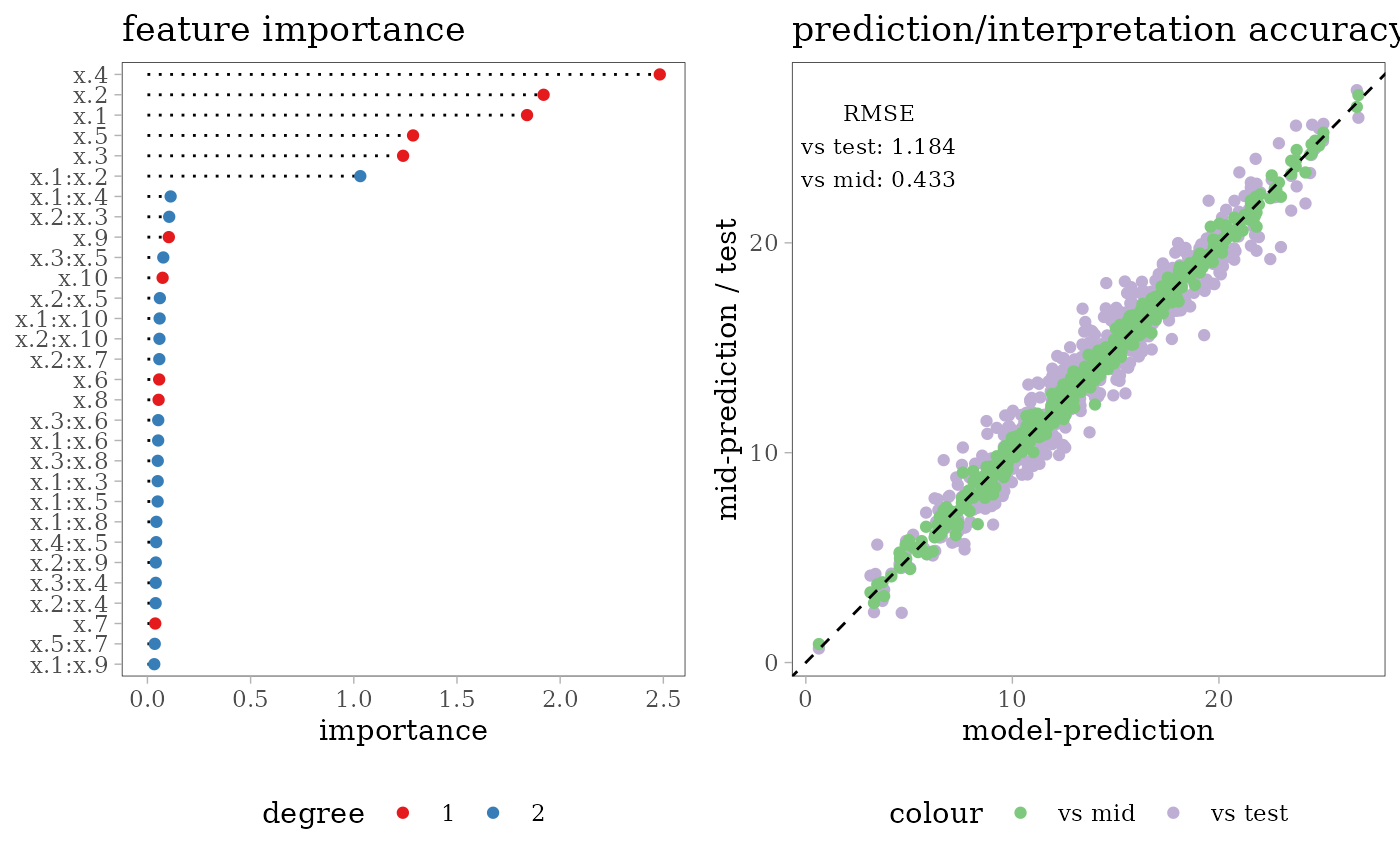 feature importance
x.4
x.2
x.1
x.5
x.3
x.1:x.2
x.1:x.4
x.2:x.3
x.9
x.3:x.5
x.10
x.2:x.5
x.1:x.10
x.2:x.10
x.2:x.7
x.6
x.8
x.3:x.6
x.1:x.6
x.3:x.8
x.1:x.3
x.1:x.5
x.1:x.8
x.4:x.5
x.2:x.9
x.3:x.4
x.2:x.4
x.7
x.5:x.7
x.1:x.9
0.0 0.5 1.0 1.5 2.0 2.5
importance
degree 1 2
prediction/interpretation accuracy
RMSE
vs test: 1.184
vs mid: 0.433
mid-prediction / test
20
10
0
0 10 20
model-prediction
colour vs mid vs test